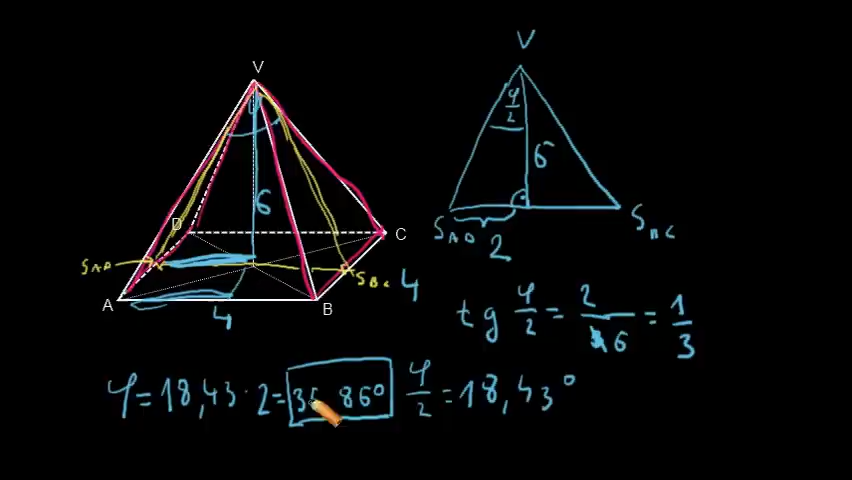 V
V
φ/2
6
6
D
C
S_AD
S_BC
2
S_AD
S_BC
4
A
B
4
tg φ/2 = 2/6 = 1/3
φ = 18,43 · 2 = 36,86°
φ/2 = 18,43°